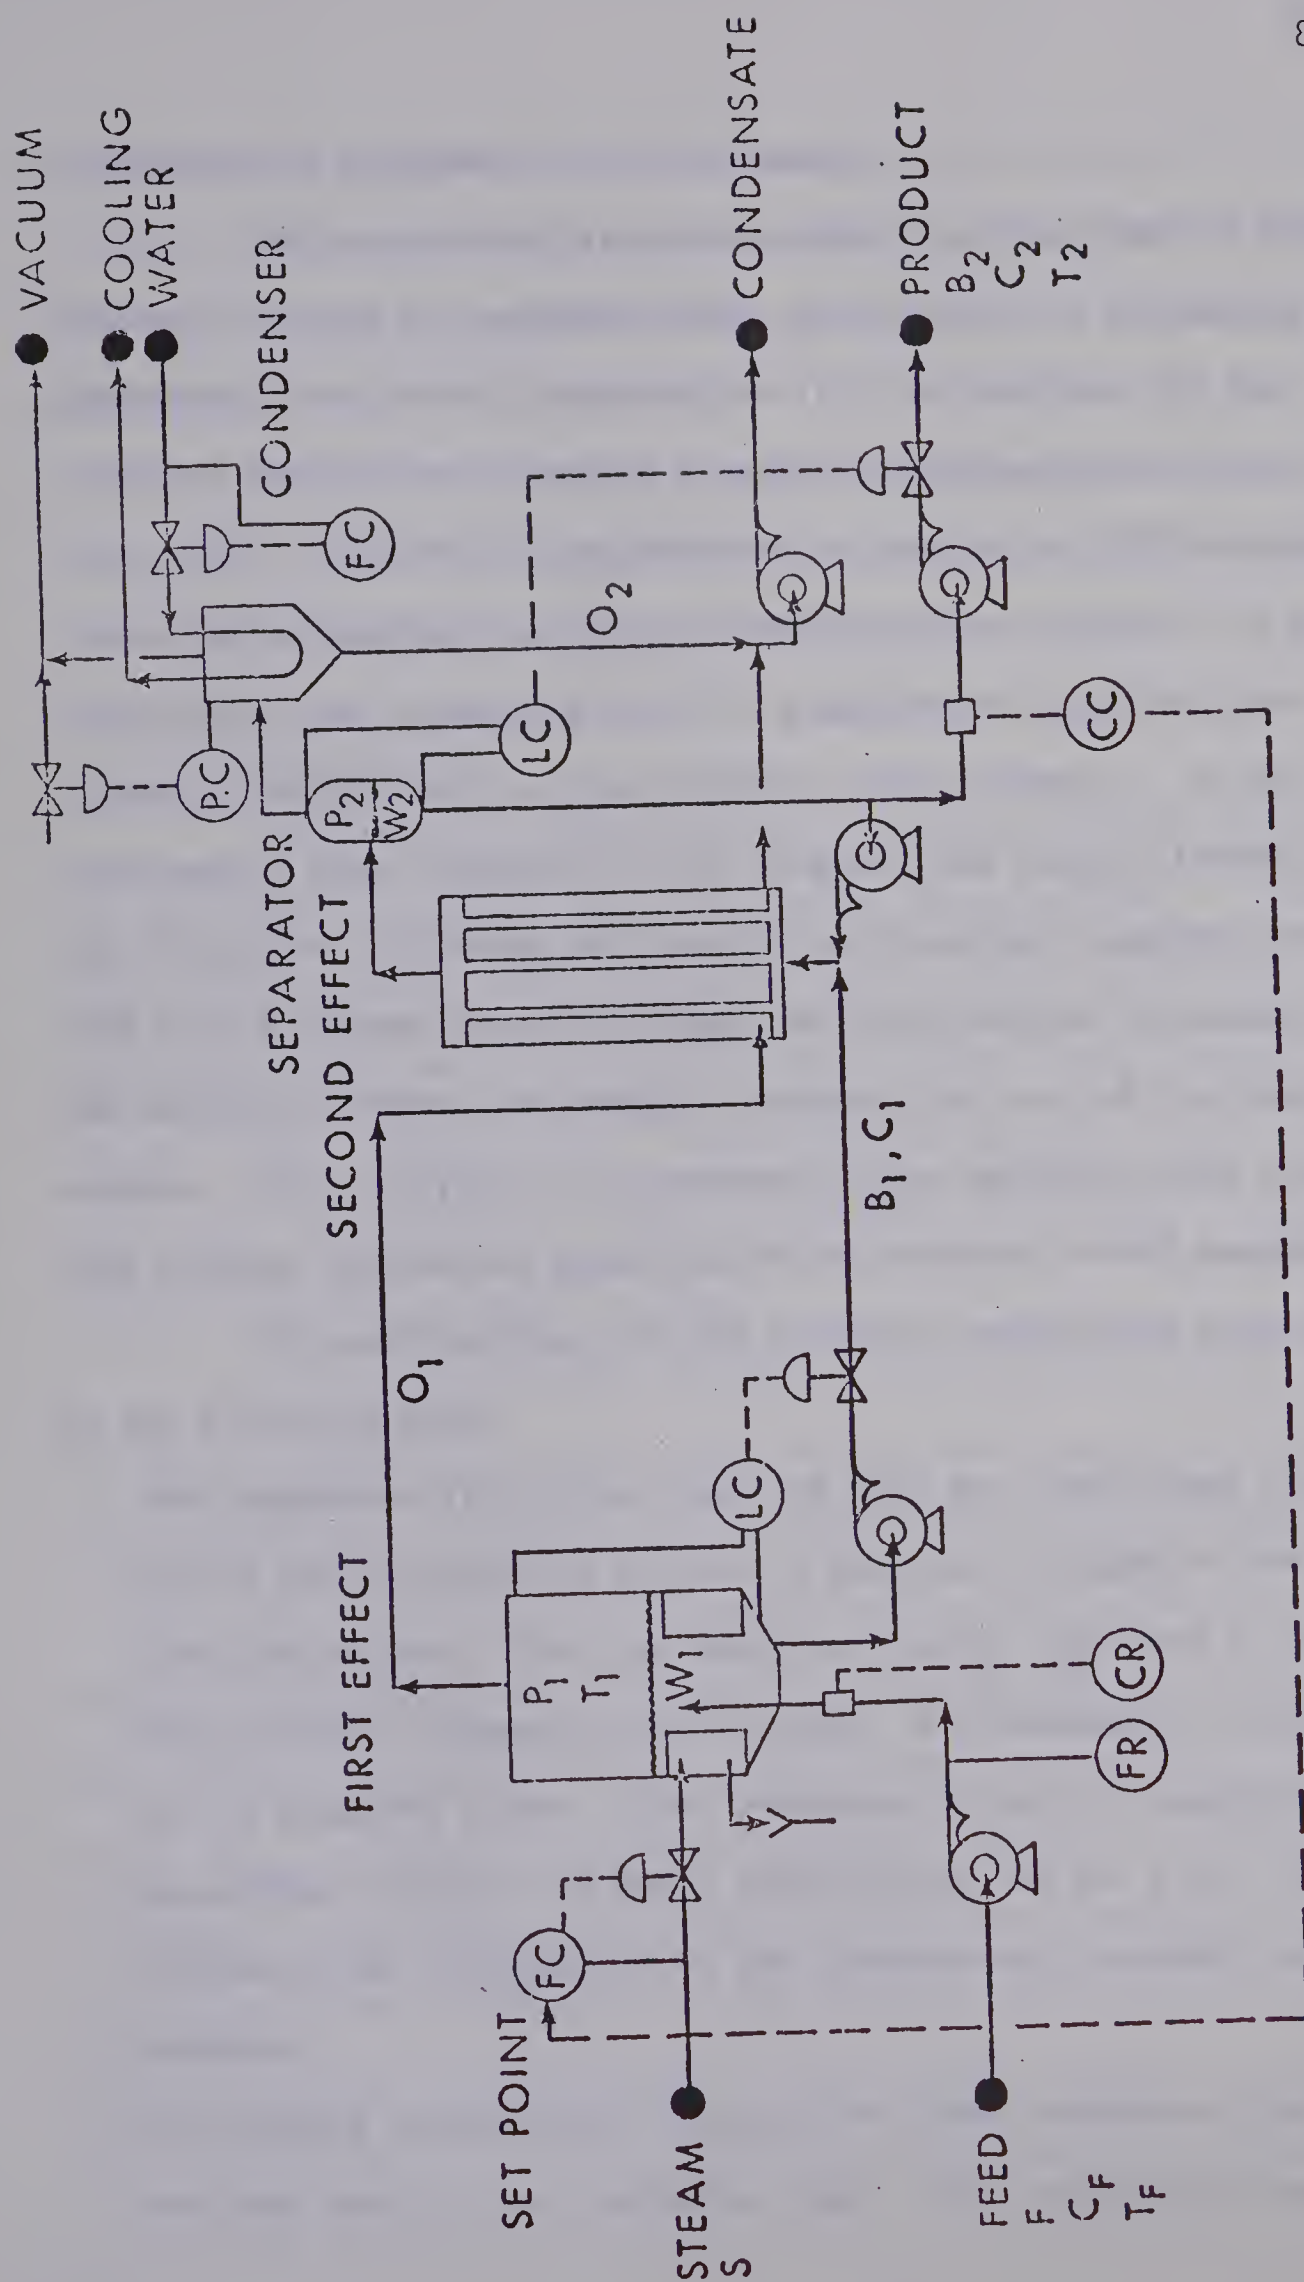 8
VACUUM
COOLING
WATER
CONDENSER
FC
P.C
SEPARATOR
SECOND EFFECT
P2
W2
LC
O2
CONDENSATE
PRODUCT
B2
C2
T2
CC
O1
B1, C1
FIRST EFFECT
P1
T1
W1
LC
SET POINT
FC
STEAM
S
FEED
F
CF
TF
FR
CR